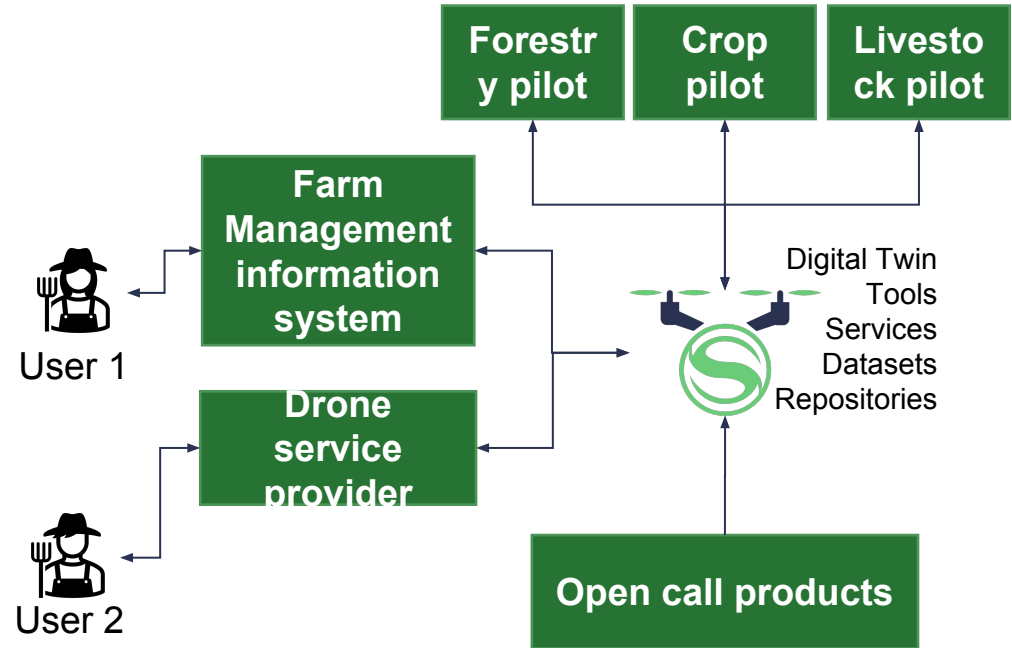 Forestr
y pilot
Crop
pilot
Livesto
ck pilot
Farm
Management
information
system
User 1
Digital Twin
Tools
Services
Datasets
Repositories
Drone
service
provider
User 2
Open call products